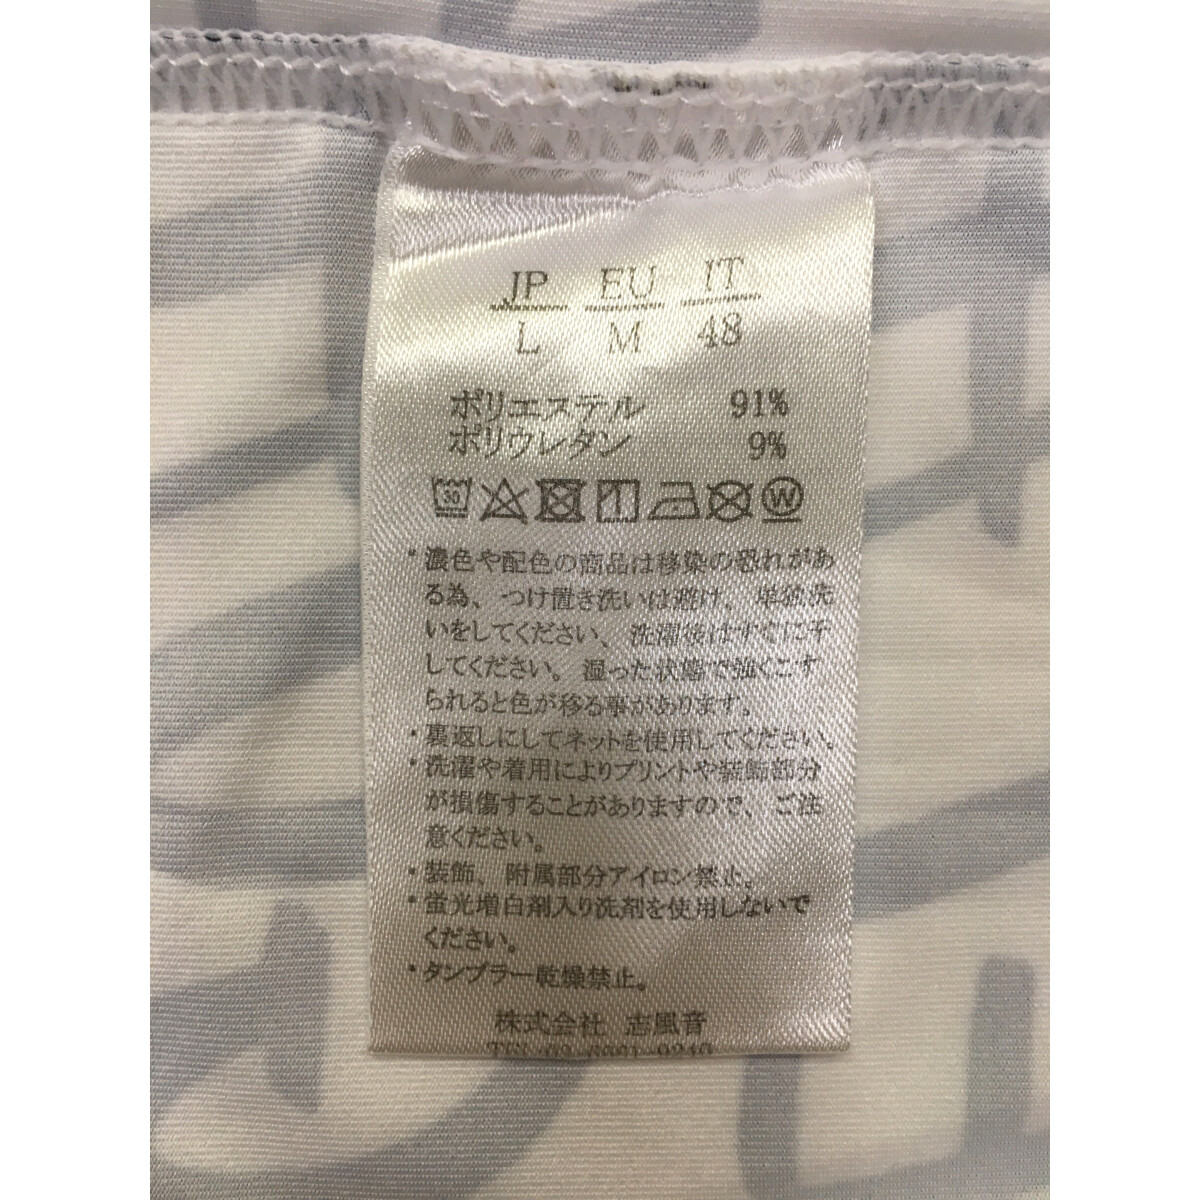 JP EU IT
L M 48
ポリエステル 91%
ポリウレタン 9%
30 W
・濃色や配色の商品は移染の恐れがあ
る為、つけ置き洗いは避け、単独洗
いをしてください、洗濯後はすぐに干
してください。湿った状態で強くこす
られると色が移る事があります。
・裏返しにしてネットを使用してください。
・洗濯や着用によりプリントや装飾部分
が損傷することがありますので、ご注
意ください。
・装飾、附属部分アイロン禁止。
・蛍光増白剤入り洗剤を使用しないで
ください。
・タンブラー乾燥禁止。
株式会社 志風音